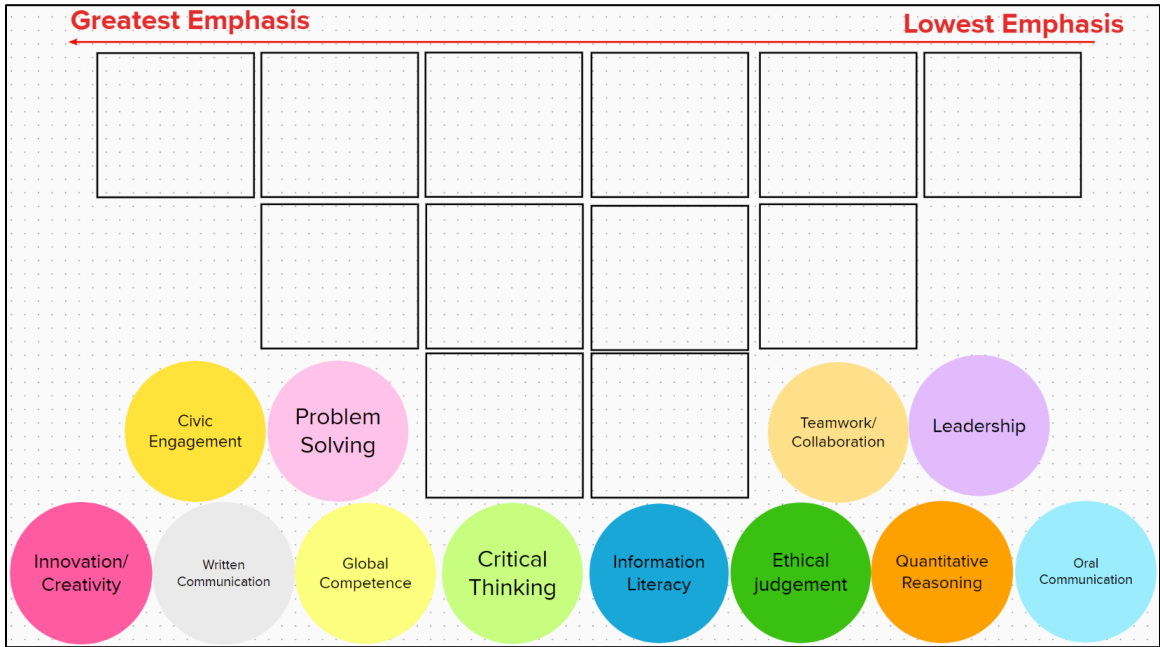 Greatest Emphasis
Lowest Emphasis
Civic
Engagement
Problem
Solving
Teamwork/
Collaboration
Leadership
Innovation/
Creativity
Written
Communication
Global
Competence
Critical
Thinking
Information
Literacy
Ethical
judgement
Quantitative
Reasoning
Oral
Communication